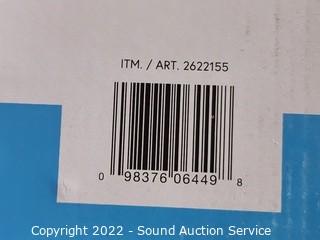 ITM. / ART. 2622155
0 98376 06449 8
Copyright 2022 - Sound Auction Service